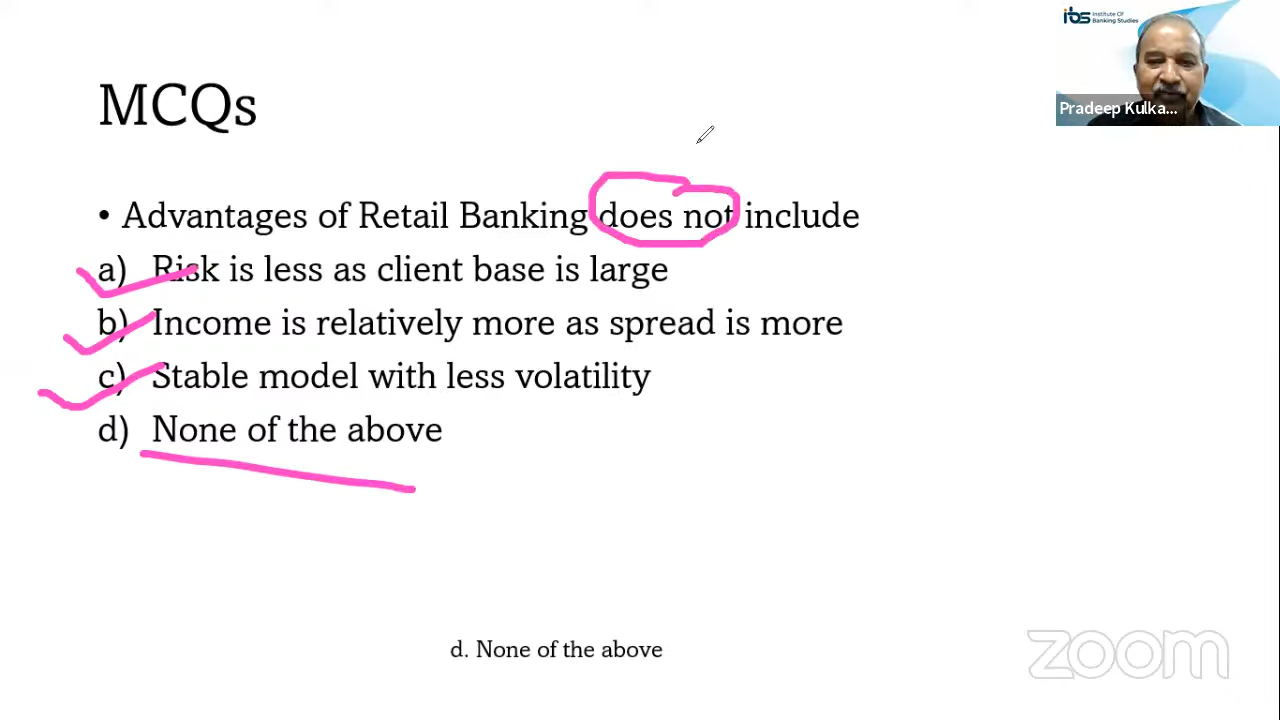 ibs Institute Of
Banking Studies
Pradeep Kulka...
MCQs
• Advantages of Retail Banking does not include
a) Risk is less as client base is large
b) Income is relatively more as spread is more
c) Stable model with less volatility
d) None of the above
d. None of the above
zoom